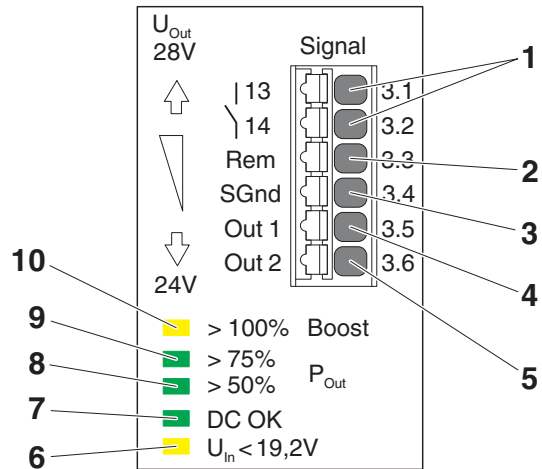 U_Out
28V
Signal
1
13
3.1
14
3.2
Rem
3.3
2
SGnd
3.4
3
Out 1
3.5
4
Out 2
3.6
5
24V
10
> 100% Boost
9
> 75%
8
> 50%
P_Out
7
DC OK
6
U_In < 19,2V